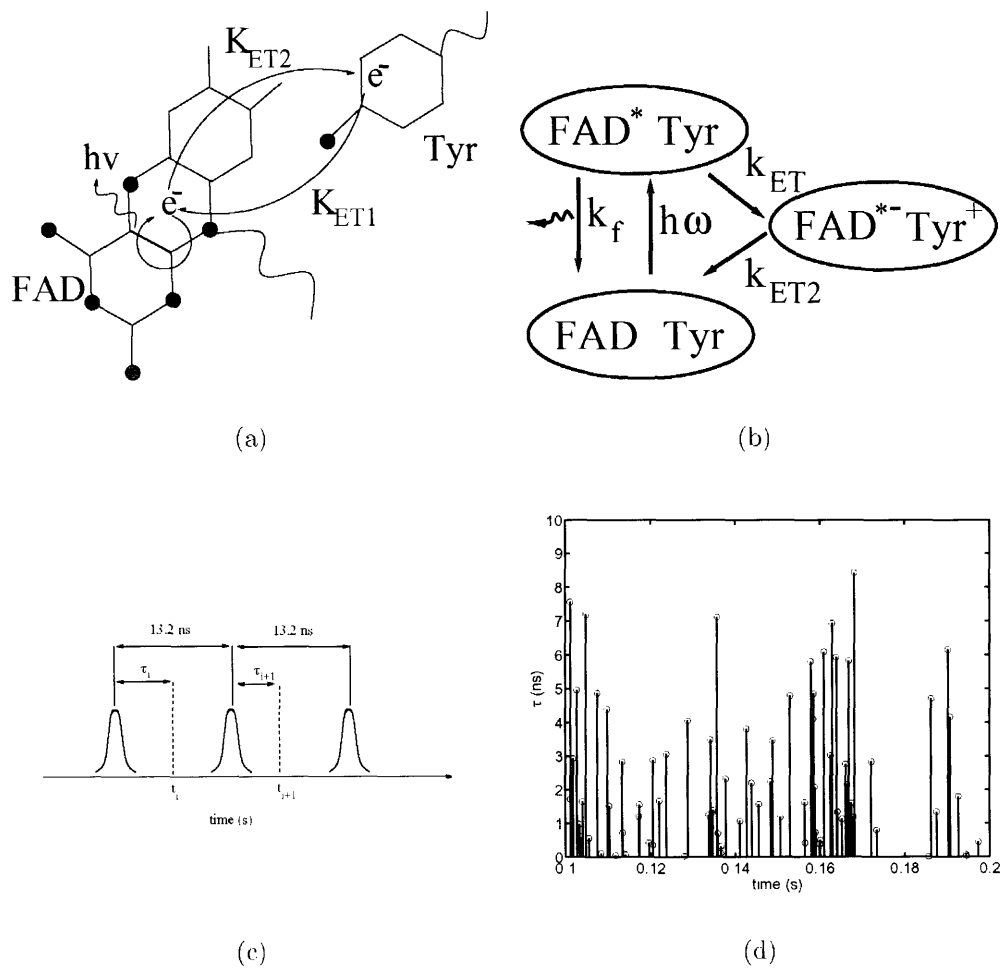 K_ET2
e-
Tyr
hν
e-
K_ET1
FAD
(a)
FAD* Tyr
k_ET
k_f
hω
FAD*- Tyr+
k_ET2
FAD Tyr
(b)
13.2 ns
13.2 ns
τ_i
τ_i+1
t_i
t_i+1
time (s)
(c)
10
9
8
7
6
5
4
3
2
1
0
τ (ns)
0 1
0.12
0.14
0.16
0.18
0.2
time (s)
(d)